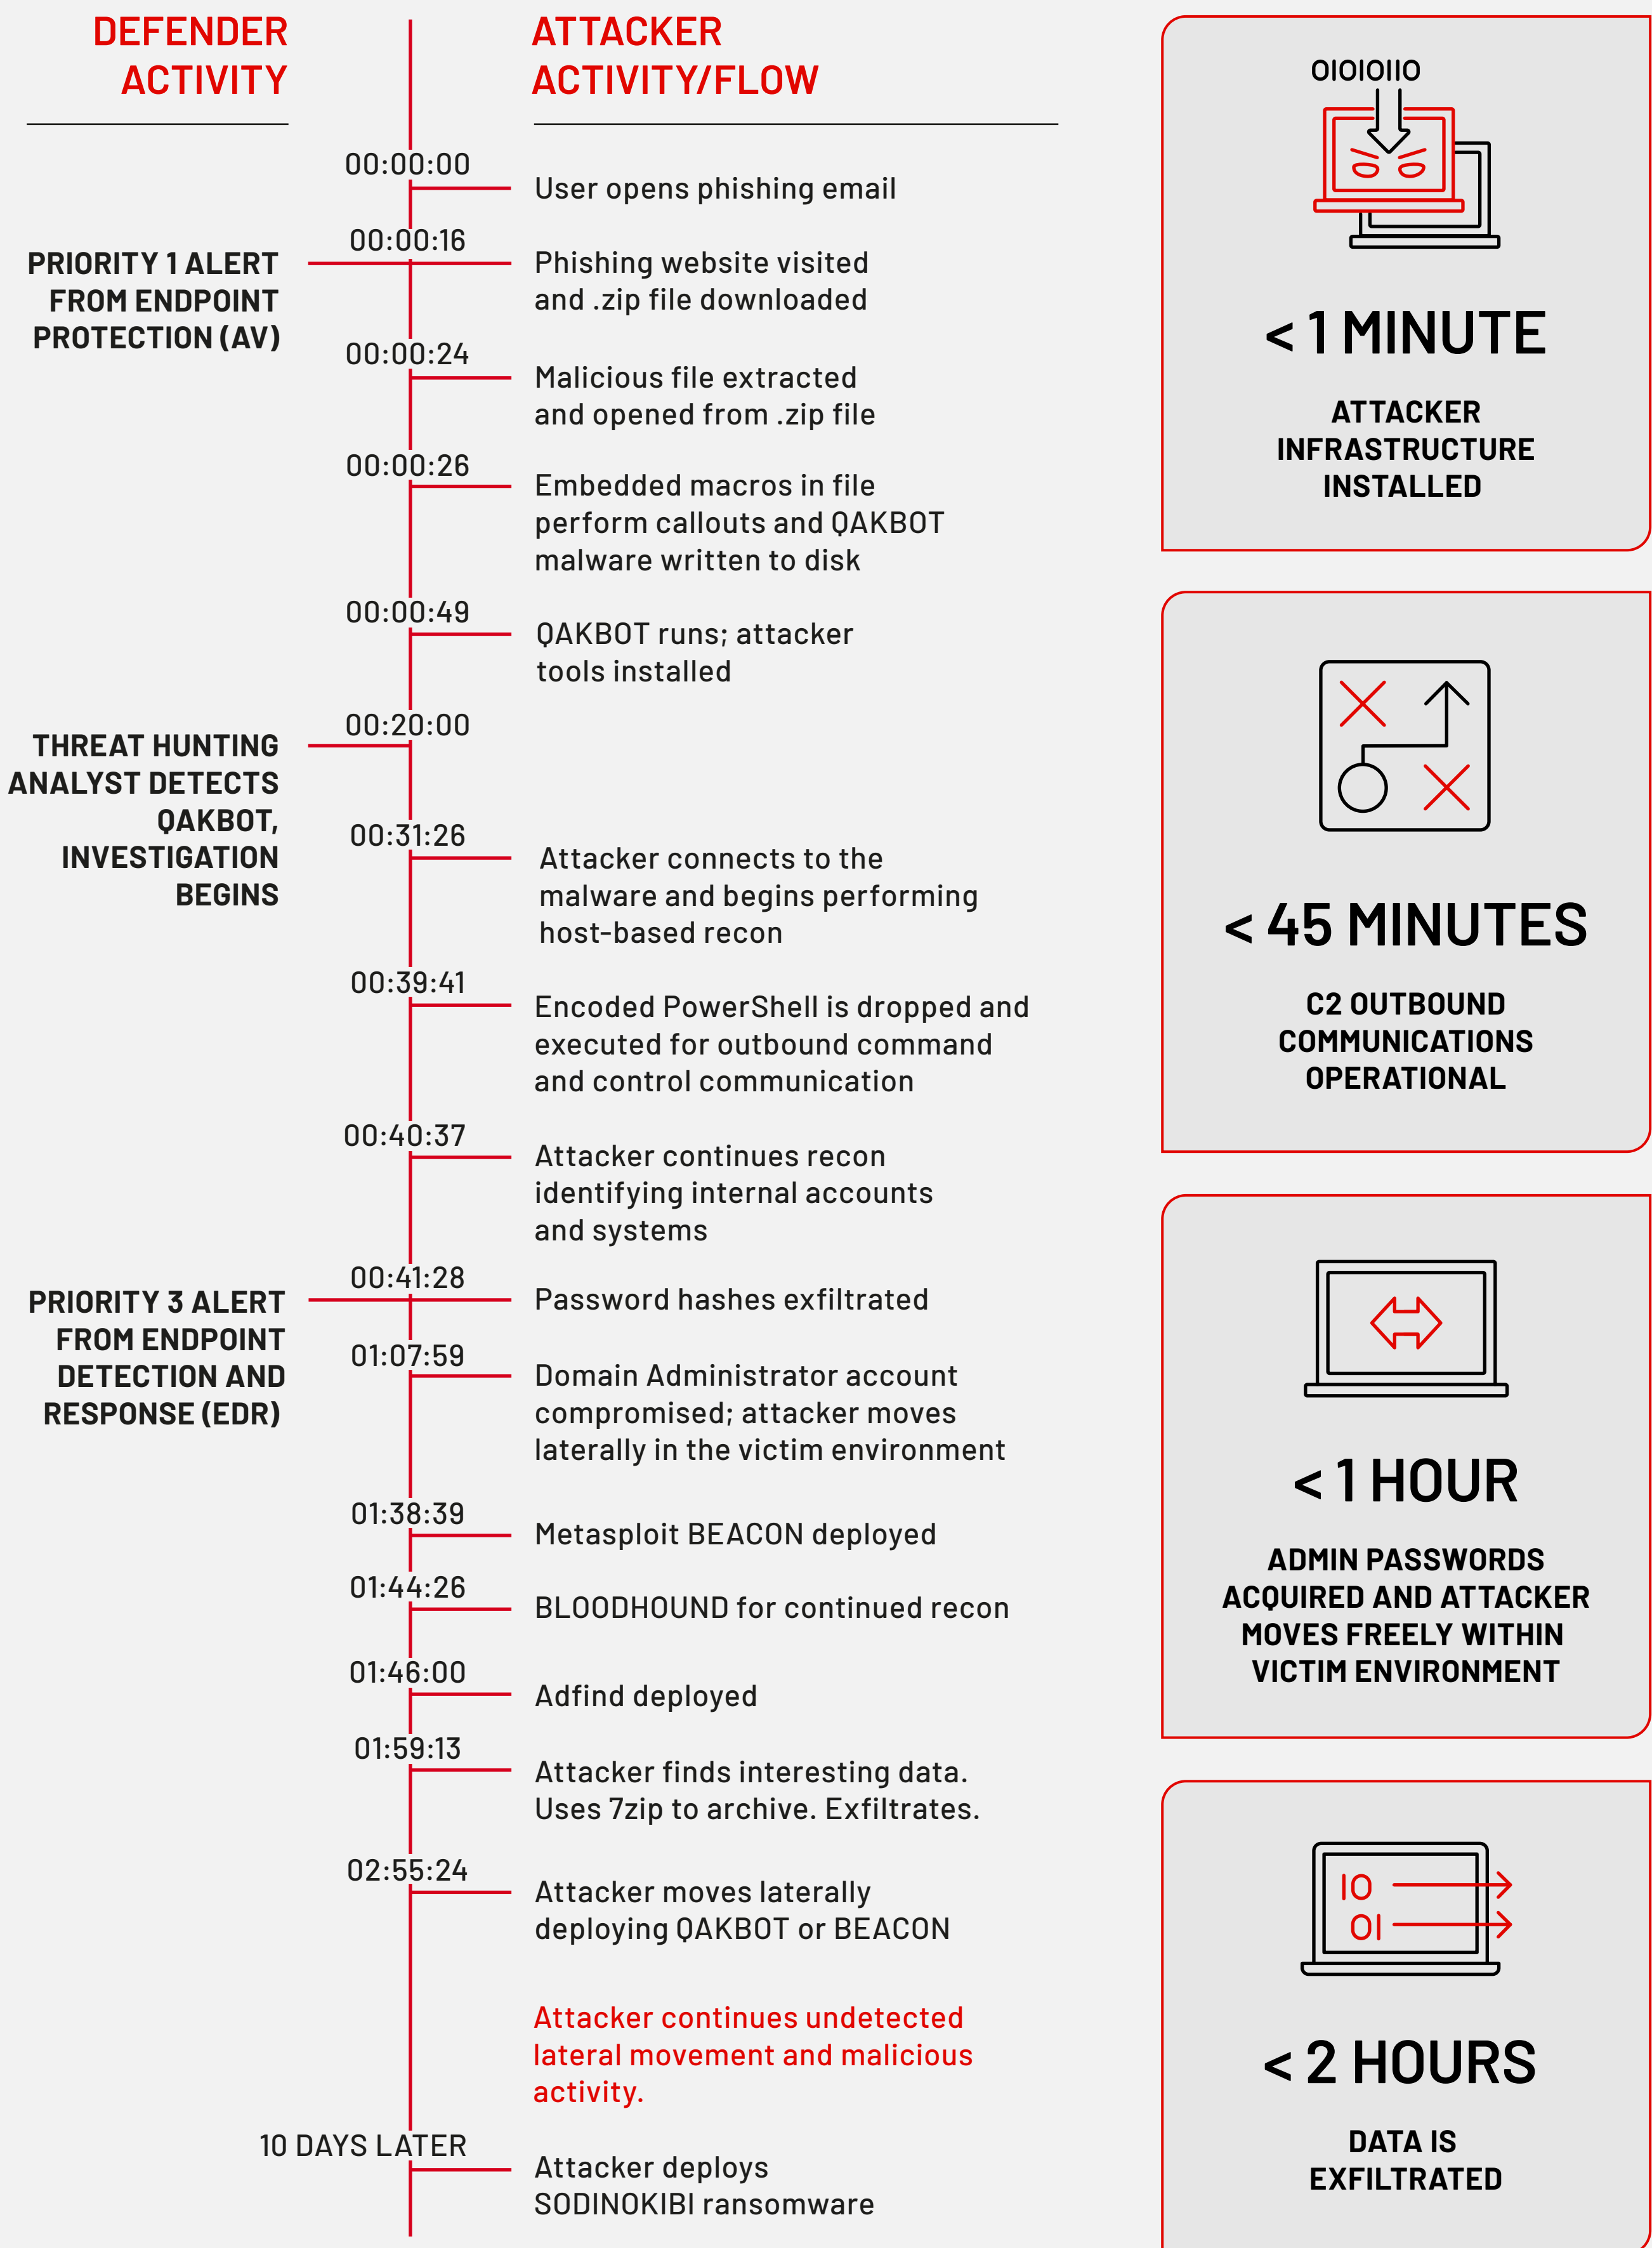 DEFENDER
ACTIVITY
ATTACKER
ACTIVITY/FLOW
00:00:00
User opens phishing email
00:00:16
PRIORITY 1 ALERT
FROM ENDPOINT
PROTECTION (AV)
Phishing website visited
and .zip file downloaded
00:00:24
Malicious file extracted
and opened from .zip file
00:00:26
Embedded macros in file
perform callouts and QAKBOT
malware written to disk
00:00:49
QAKBOT runs; attacker
tools installed
00:20:00
THREAT HUNTING
ANALYST DETECTS
QAKBOT,
INVESTIGATION
BEGINS
00:31:26
Attacker connects to the
malware and begins performing
host-based recon
00:39:41
Encoded PowerShell is dropped and
executed for outbound command
and control communication
00:40:37
Attacker continues recon
identifying internal accounts
and systems
00:41:28
PRIORITY 3 ALERT
FROM ENDPOINT
DETECTION AND
RESPONSE (EDR)
Password hashes exfiltrated
01:07:59
Domain Administrator account
compromised; attacker moves
laterally in the victim environment
01:38:39
Metasploit BEACON deployed
01:44:26
BLOODHOUND for continued recon
01:46:00
Adfind deployed
01:59:13
Attacker finds interesting data.
Uses 7zip to archive. Exfiltrates.
02:55:24
Attacker moves laterally
deploying QAKBOT or BEACON
Attacker continues undetected
lateral movement and malicious
activity.
10 DAYS LATER
Attacker deploys
SODINOKIBI ransomware
01010110
< 1 MINUTE
ATTACKER
INFRASTRUCTURE
INSTALLED
< 45 MINUTES
C2 OUTBOUND
COMMUNICATIONS
OPERATIONAL
< 1 HOUR
ADMIN PASSWORDS
ACQUIRED AND ATTACKER
MOVES FREELY WITHIN
VICTIM ENVIRONMENT
10
01
< 2 HOURS
DATA IS
EXFILTRATED